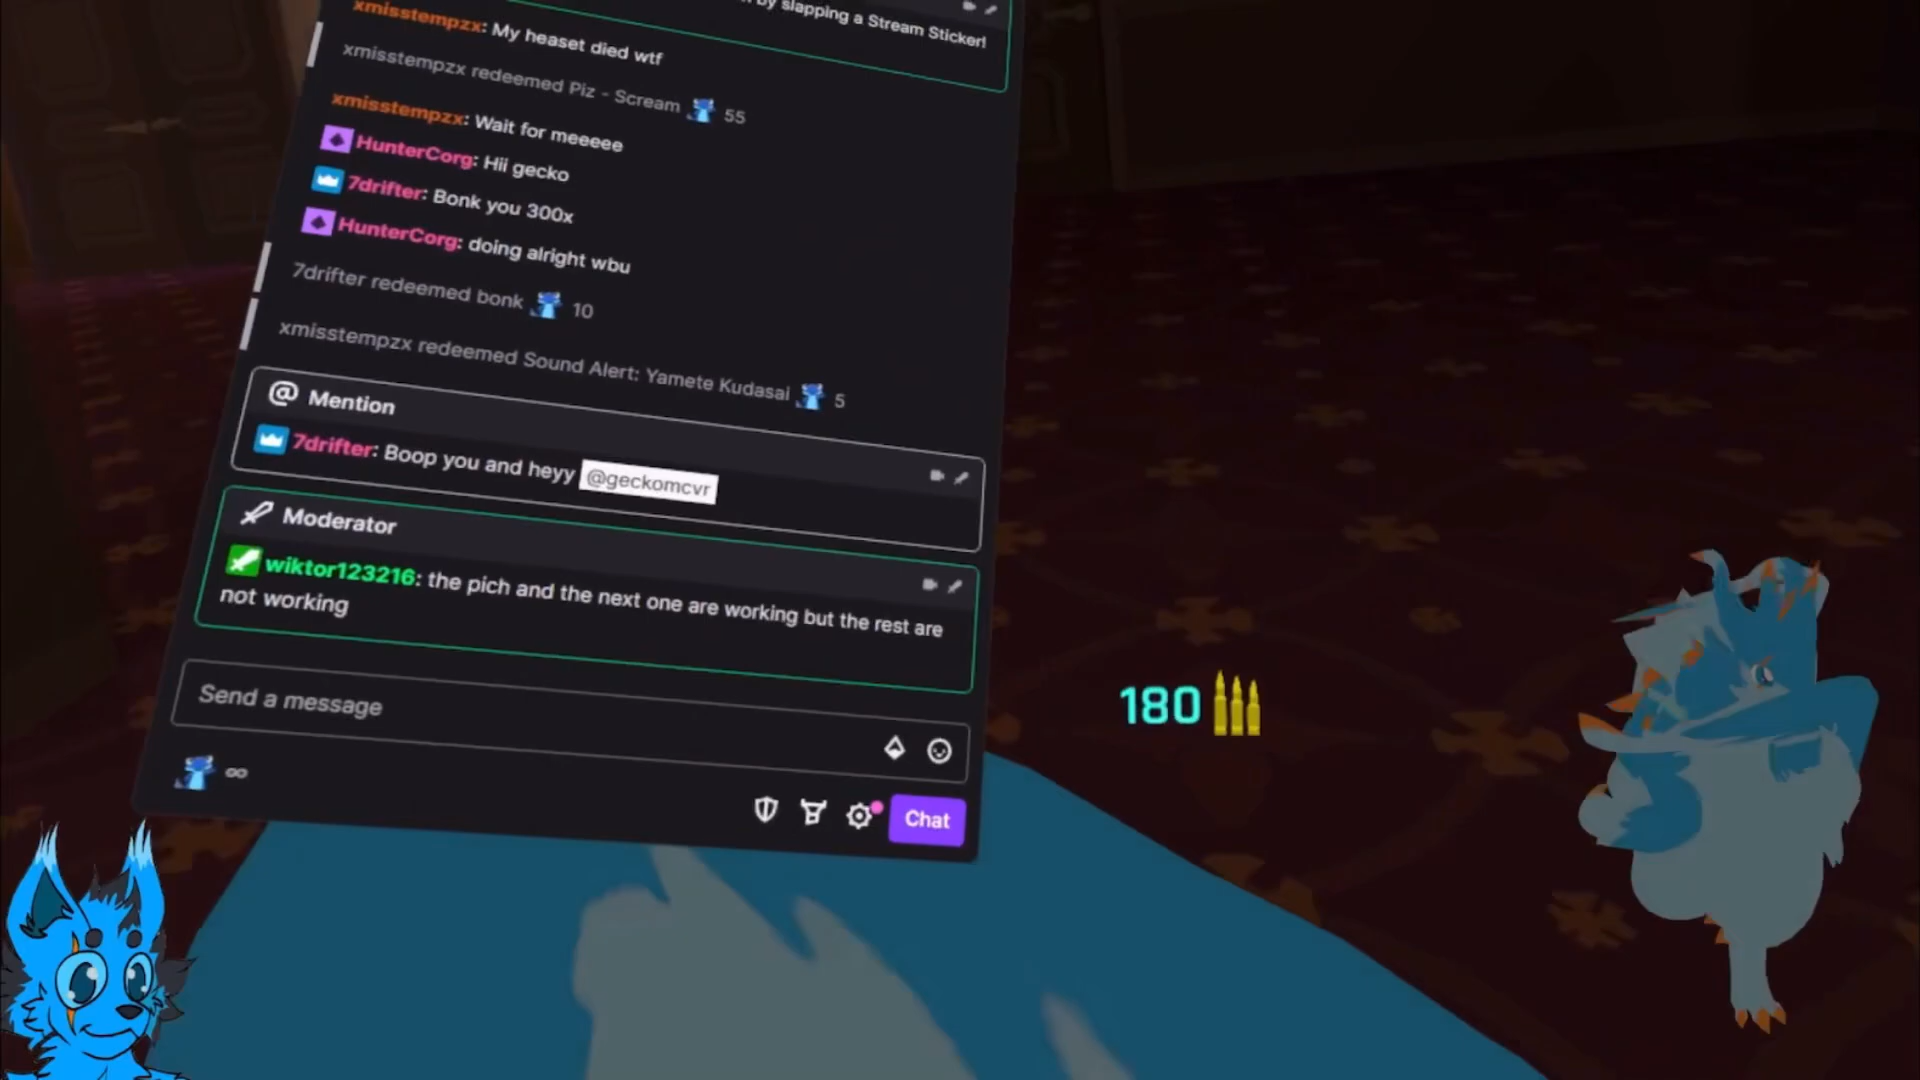 by slapping a Stream Sticker!
xmisstempzx: My heaset died wtf
xmisstempzx redeemed Piz - Scream 55
xmisstempzx: Wait for meeeee
HunterCorg: Hii gecko
7drifter: Bonk you 300x
HunterCorg: doing alright wbu
7drifter redeemed bonk 10
xmisstempzx redeemed Sound Alert: Yamete Kudasai 5
@ Mention
7drifter: Boop you and heyy @geckomcvr
Moderator
wiktor123216: the pich and the next one are working but the rest are
not working
Send a message
∞
Chat
180